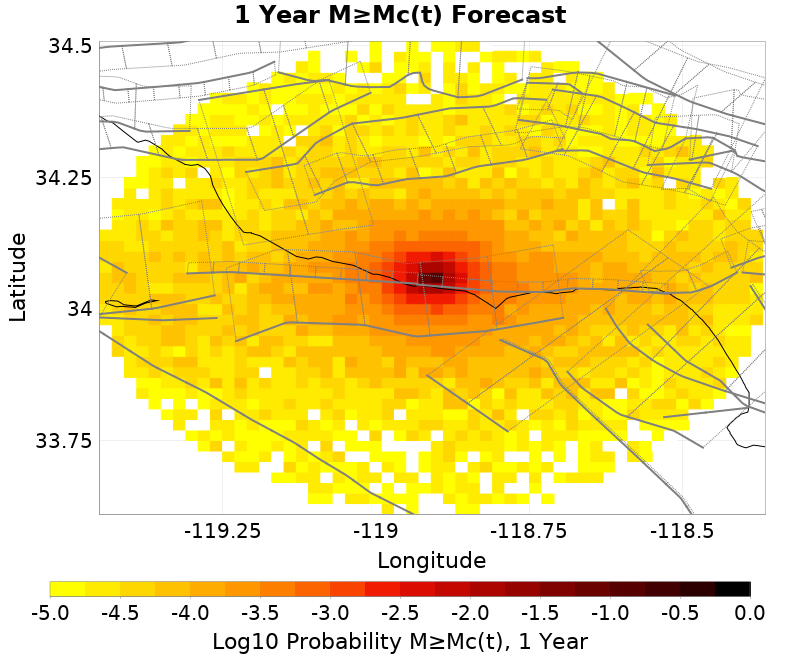 1 Year M≥Mc(t) Forecast
34.5
34.25
34
33.75
Latitude
-119.25 -119 -118.75 -118.5
Longitude
-5.0 -4.5 -4.0 -3.5 -3.0 -2.5 -2.0 -1.5 -1.0 -0.5 0.0
Log10 Probability M≥Mc(t), 1 Year